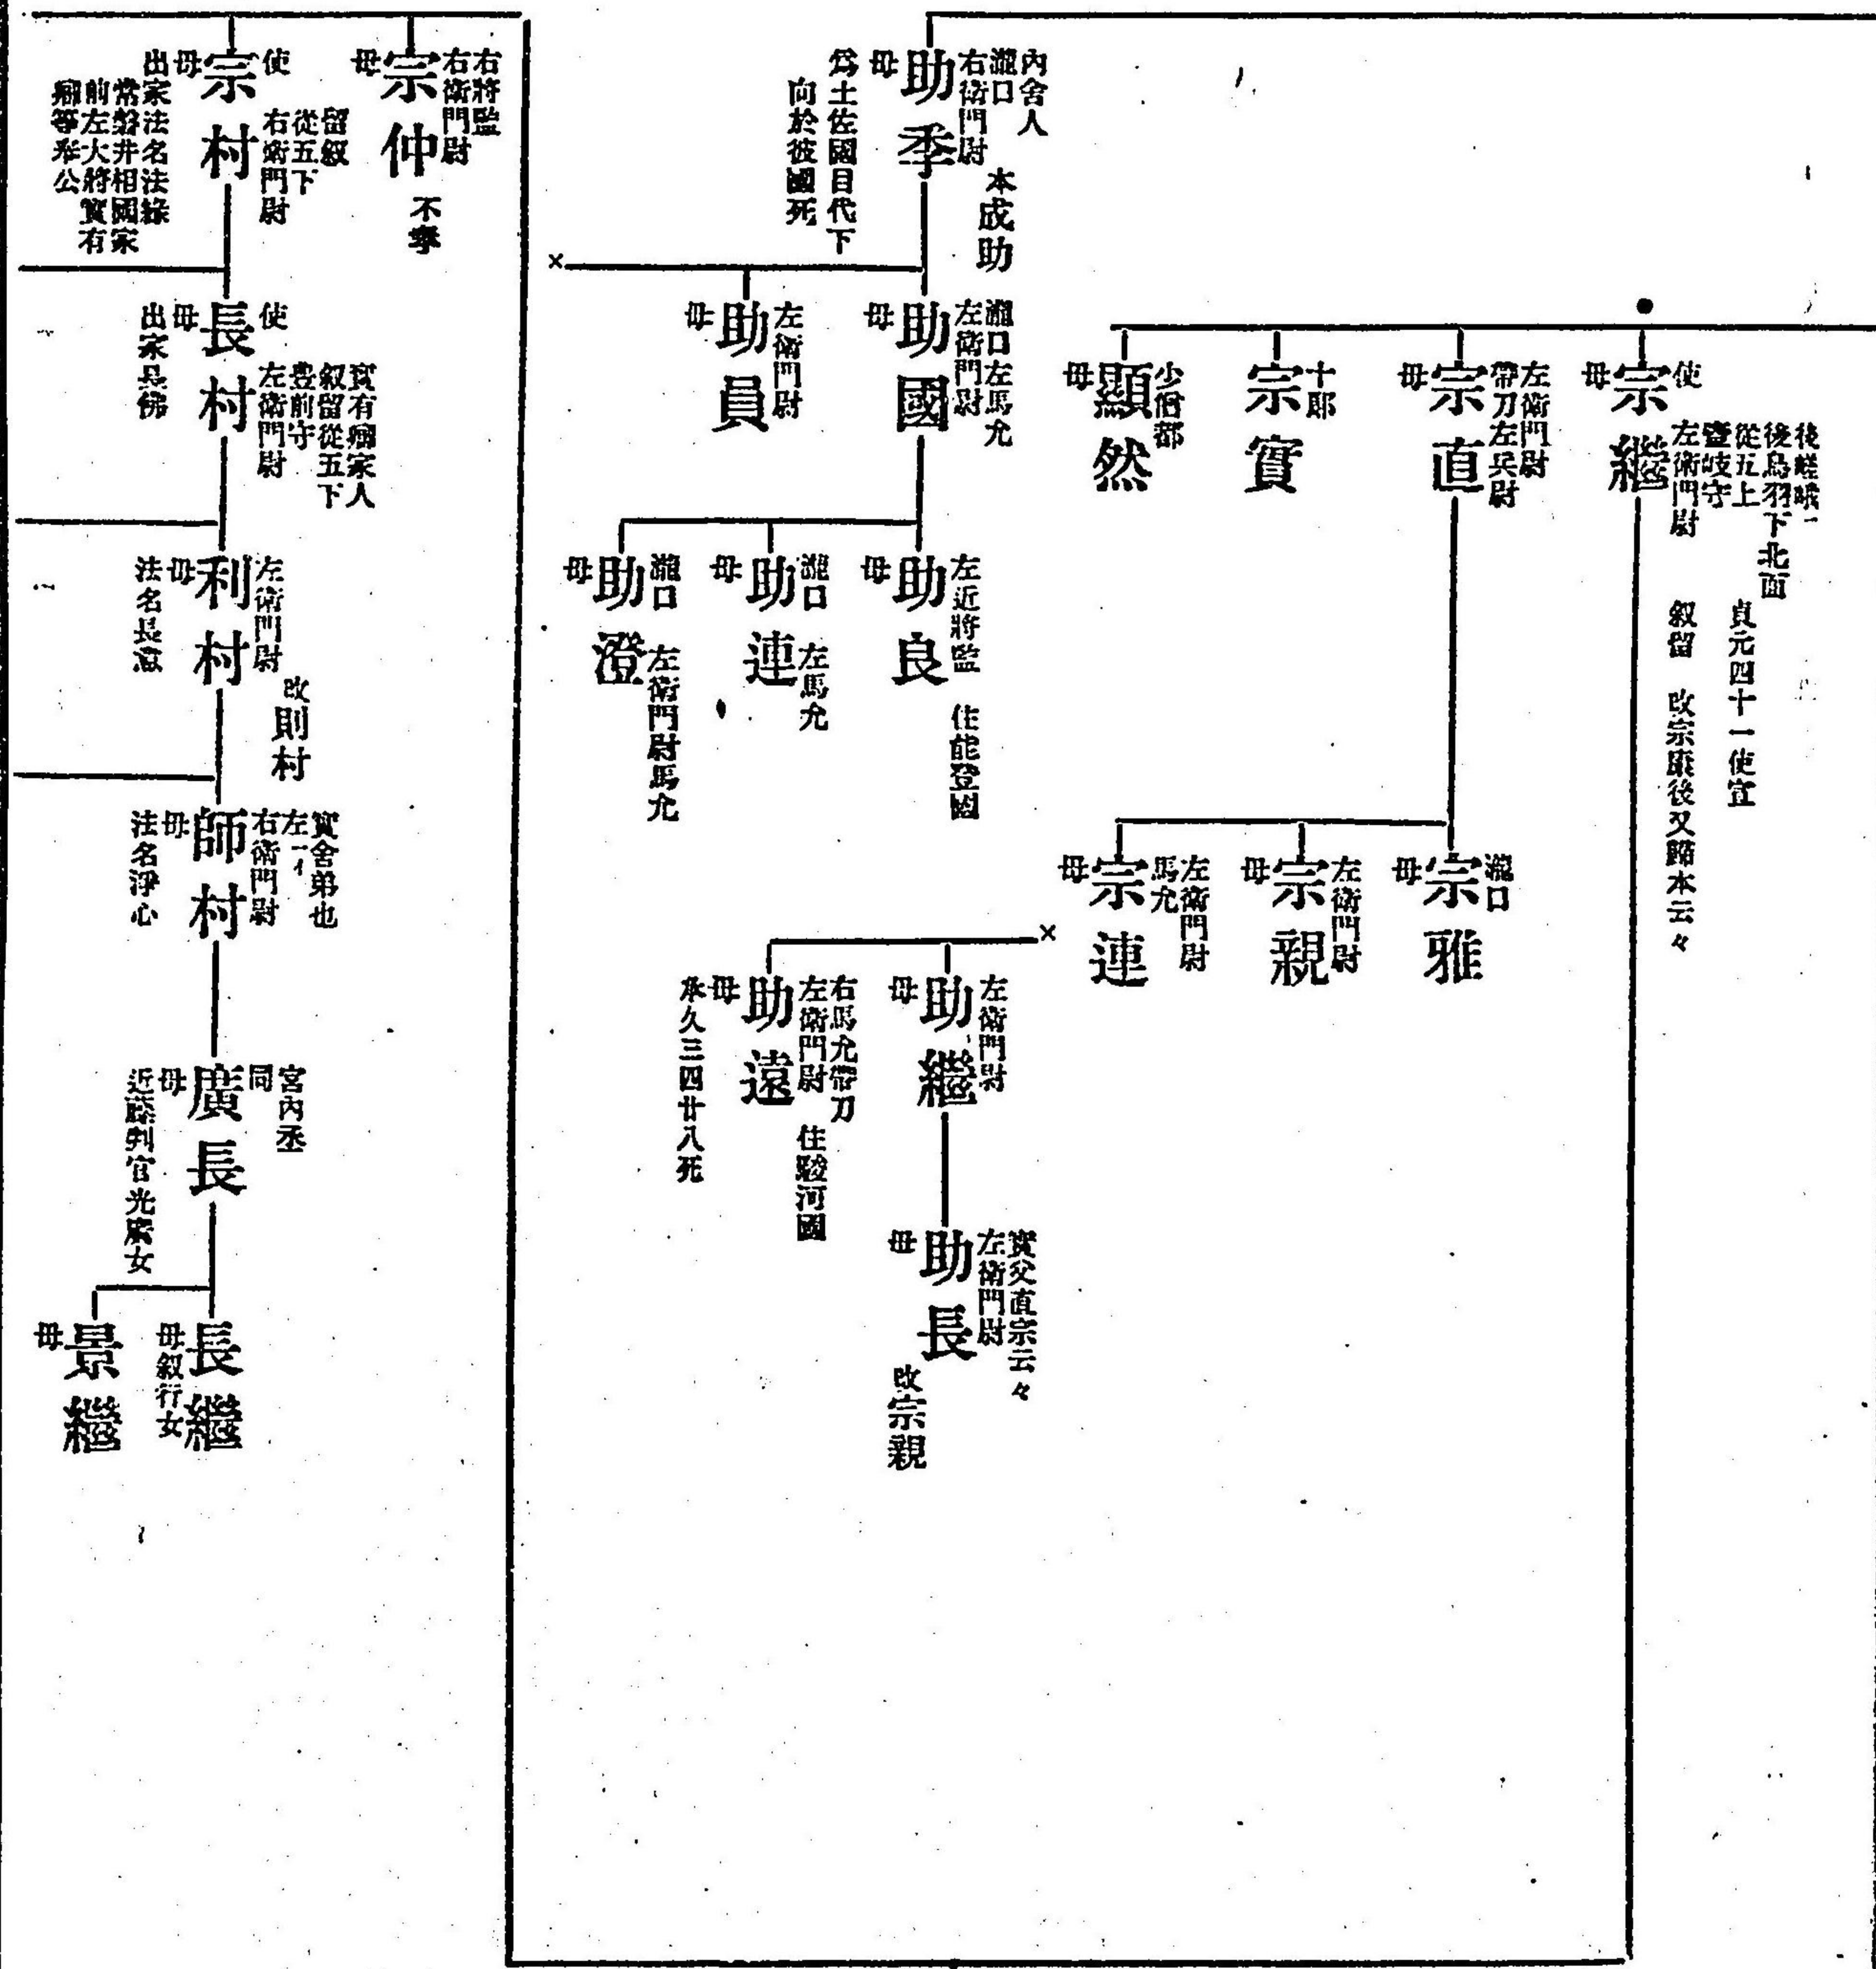 後嵯峨一
後鳥羽下北面
從五上
壹岐守
左衛門尉
貞元四十一使宣
叙留 改宗康後又歸本云々
使
宗繼
母
左衛門尉
帶刀左兵尉
宗直
母
十郎
宗實
少僧都
顯然
母
瀧口
宗雅
母
左衛門尉
宗親
母
左衛門尉
馬允
宗連
母
內舍人
瀧口
右衛門尉
本成助
助季
母
爲土佐國目代下
向於彼國死
瀧口左馬允
左衛門尉
助國
母
左衛門尉
助員
母
×
左近將監 住能登國
助良
母
瀧口 左馬允
助連
母
瀧口 左衛門尉馬允
助澄
母
×
左衛門尉
助繼
母
右馬允帶刀
左衛門尉 住駿河國
助遠
母
承久三四廿八死
實父直宗云々
左衛門尉
助長
改宗親
母
右將監
右衛門尉
宗仲
不孝
母
留叙
從五下
右衛門尉
使
宗村
母
出家法名法緣
常磐井相國家
前左大將實有
等奉公
實有家人
叙留從五下
豊前守
左衛門尉
使
長村
母
出家長佛
左衛門尉
改則村
利村
母
法名長
實舍弟也
左一イ
右衛門尉
師村
母
法名淨心
宮內丞
同
廣長
母
近藤判官光廣女
長繼
母叙行女
景繼
母